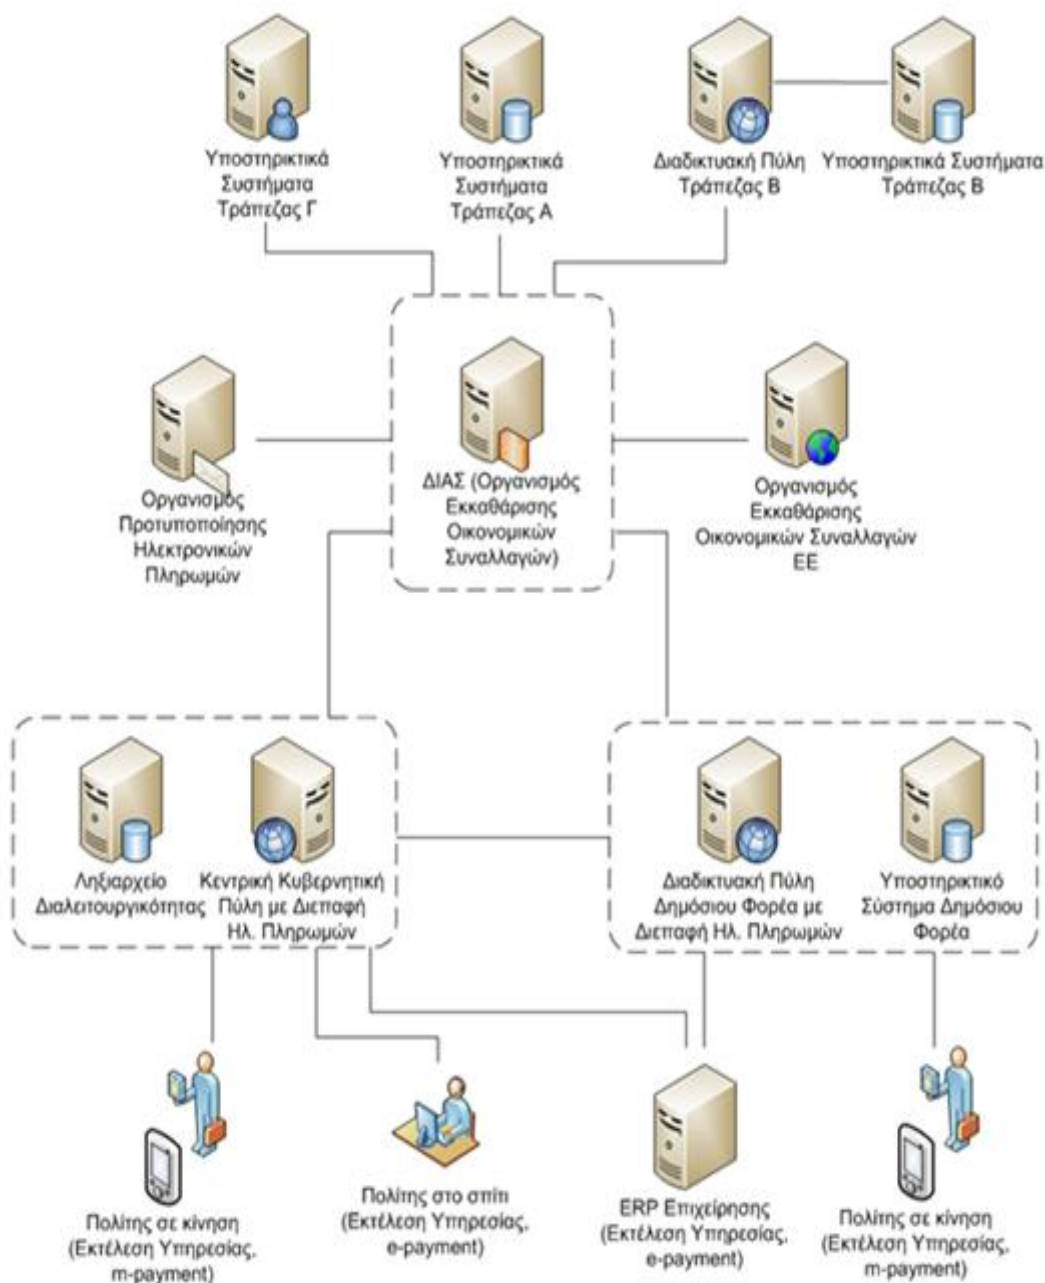 Υποστηρικτικά
Συστήματα
Τράπεζας Γ
Υποστηρικτικά
Συστήματα
Τράπεζας Α
Διαδικτυακή Πύλη
Τράπεζας Β
Υποστηρικτικά Συστήματα
Τράπεζας Β
Οργανισμός
Προτυποποίησης
Ηλεκτρονικών
Πληρωμών
ΔΙΑΣ (Οργανισμός
Εκκαθάρισης
Οικονομικών
Συναλλαγών)
Οργανισμός
Εκκαθάρισης
Οικονομικών Συναλλαγών
ΕΕ
Ληξιαρχείο
Διαλειτουργικότητας
Κεντρική Κυβερνητική
Πύλη με Διεπαφή
Ηλ. Πληρωμών
Διαδικτυακή Πύλη
Δημόσιου Φορέα με
Διεπαφή Ηλ. Πληρωμών
Υποστηρικτικό
Σύστημα Δημόσιου
Φορέα
Πολίτης σε κίνηση
(Εκτέλεση Υπηρεσίας,
m-payment)
Πολίτης στο σπίτι
(Εκτέλεση Υπηρεσίας,
e-payment)
ERP Επιχείρησης
(Εκτέλεση Υπηρεσίας,
e-payment)
Πολίτης σε κίνηση
(Εκτέλεση Υπηρεσίας,
m-payment)